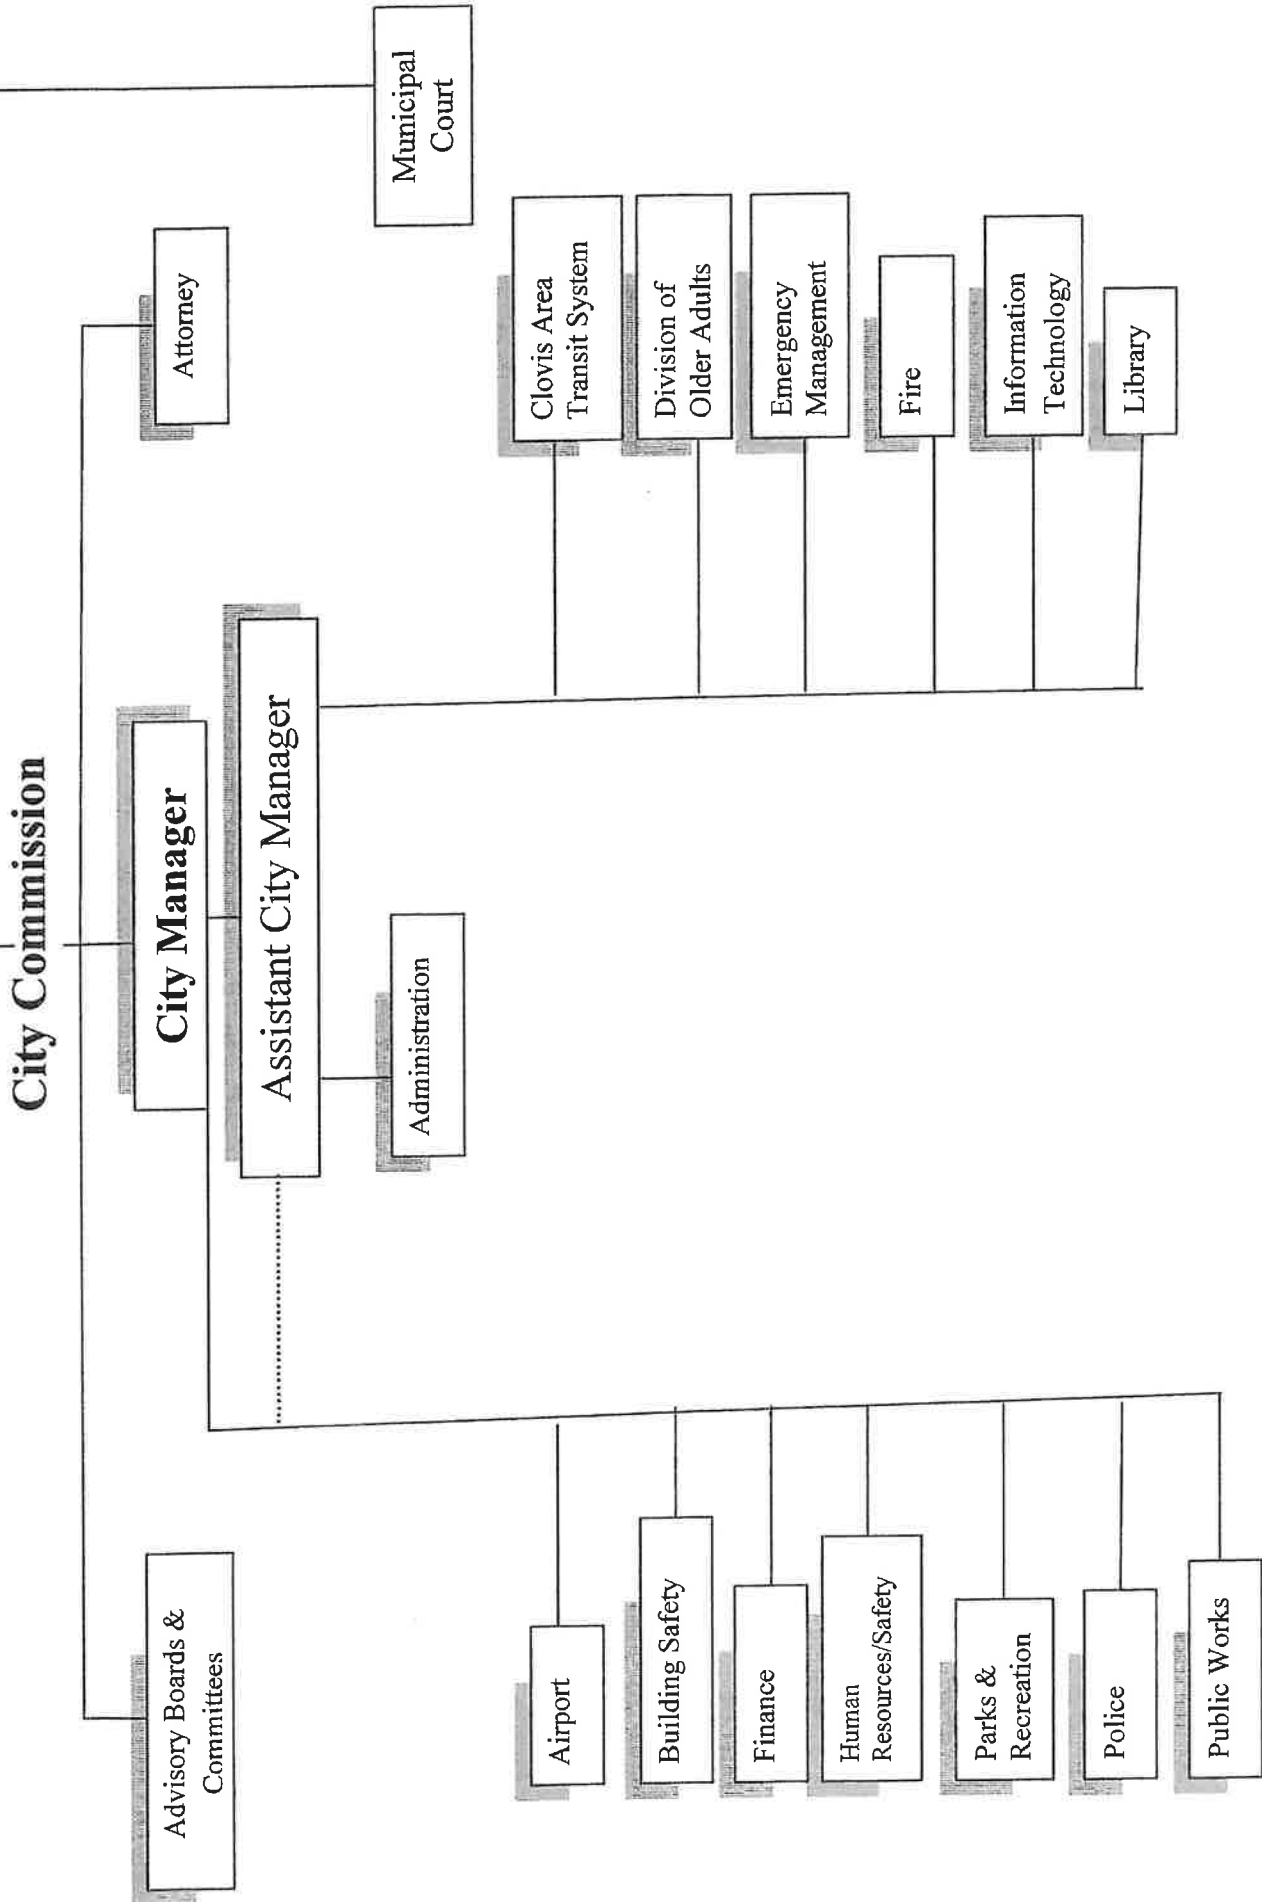 City Commission
Advisory Boards &
Committees
City Manager
Attorney
Assistant City Manager
Administration
Municipal
Court
Airport
Building Safety
Finance
Human
Resources/Safety
Parks &
Recreation
Police
Public Works
Clovis Area
Transit System
Division of
Older Adults
Emergency
Management
Fire
Information
Technology
Library